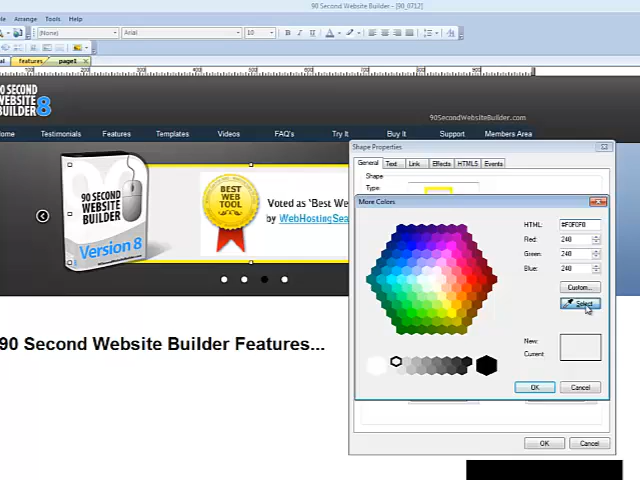 90 Second Website Builder - [90_0712]
Arrange Tools Help
(None) Arial 10 B I U A
features page1
90 SECOND
WEBSITE
BUILDER 8
90SecondWebsiteBuilder.com
Home Testimonials Features Templates Videos FAQ's Try It Buy It Support Members Area
90 SECOND
WEBSITE
BUILDER
Version 8
BEST
WEB
TOOL
Voted as 'Best We
by WebHostingSea
90 Second Website Builder Features...
Shape Properties
General Text Link Effects HTML5 Events
Shape
Type:
More Colors
HTML: #F0F0F0
Red: 240
Green: 240
Blue: 240
Custom...
Select
New:
Current
OK Cancel
OK Cancel